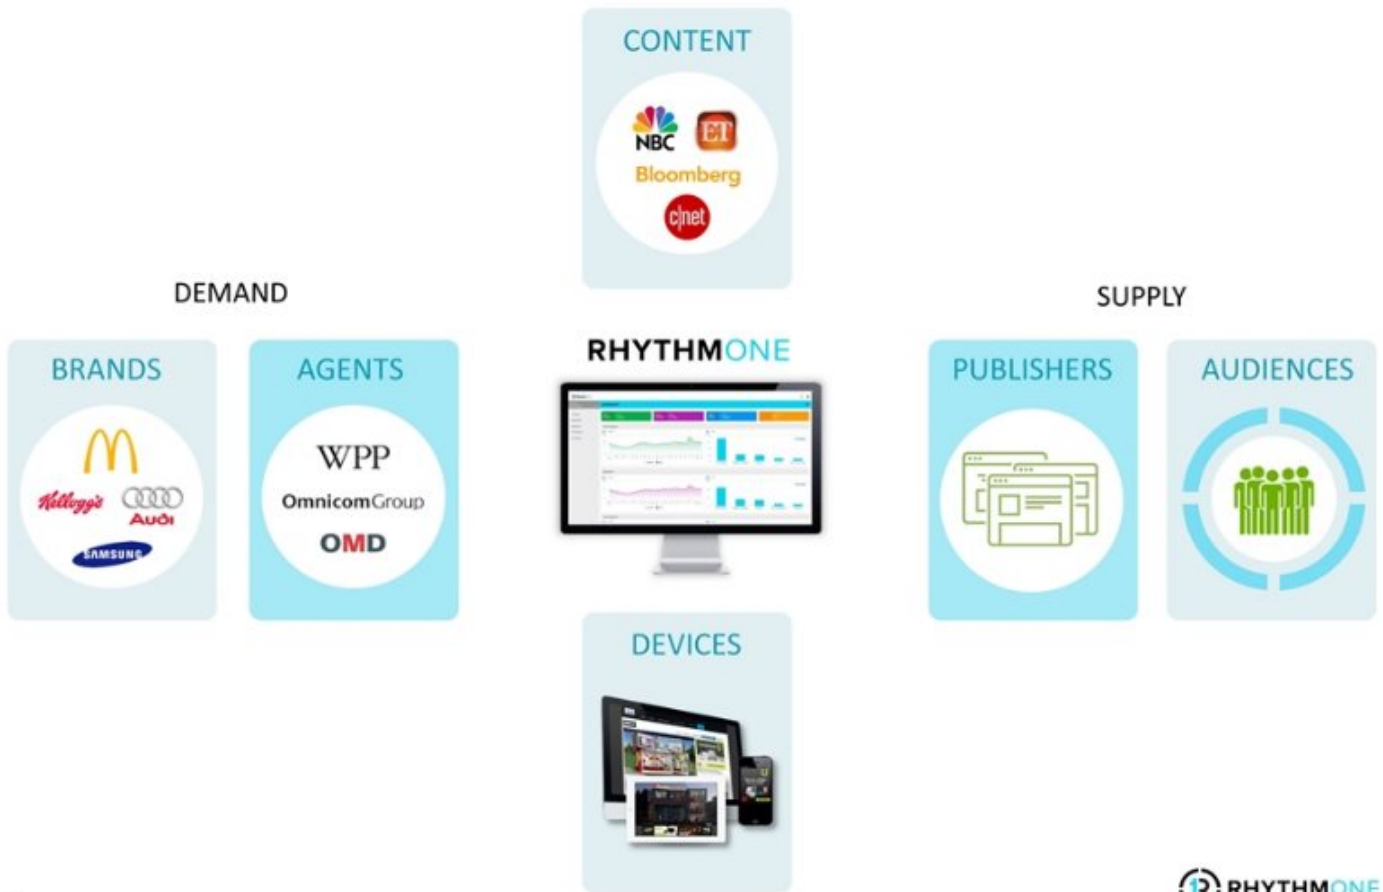 CONTENT
NBC
ET
Bloomberg
c|net
DEMAND
SUPPLY
BRANDS
AGENTS
RHYTHMONE
PUBLISHERS
AUDIENCES
Kellogg's
Audi
SAMSUNG
WPP
OmnicomGroup
OMD
DEVICES
RHYTHMONE